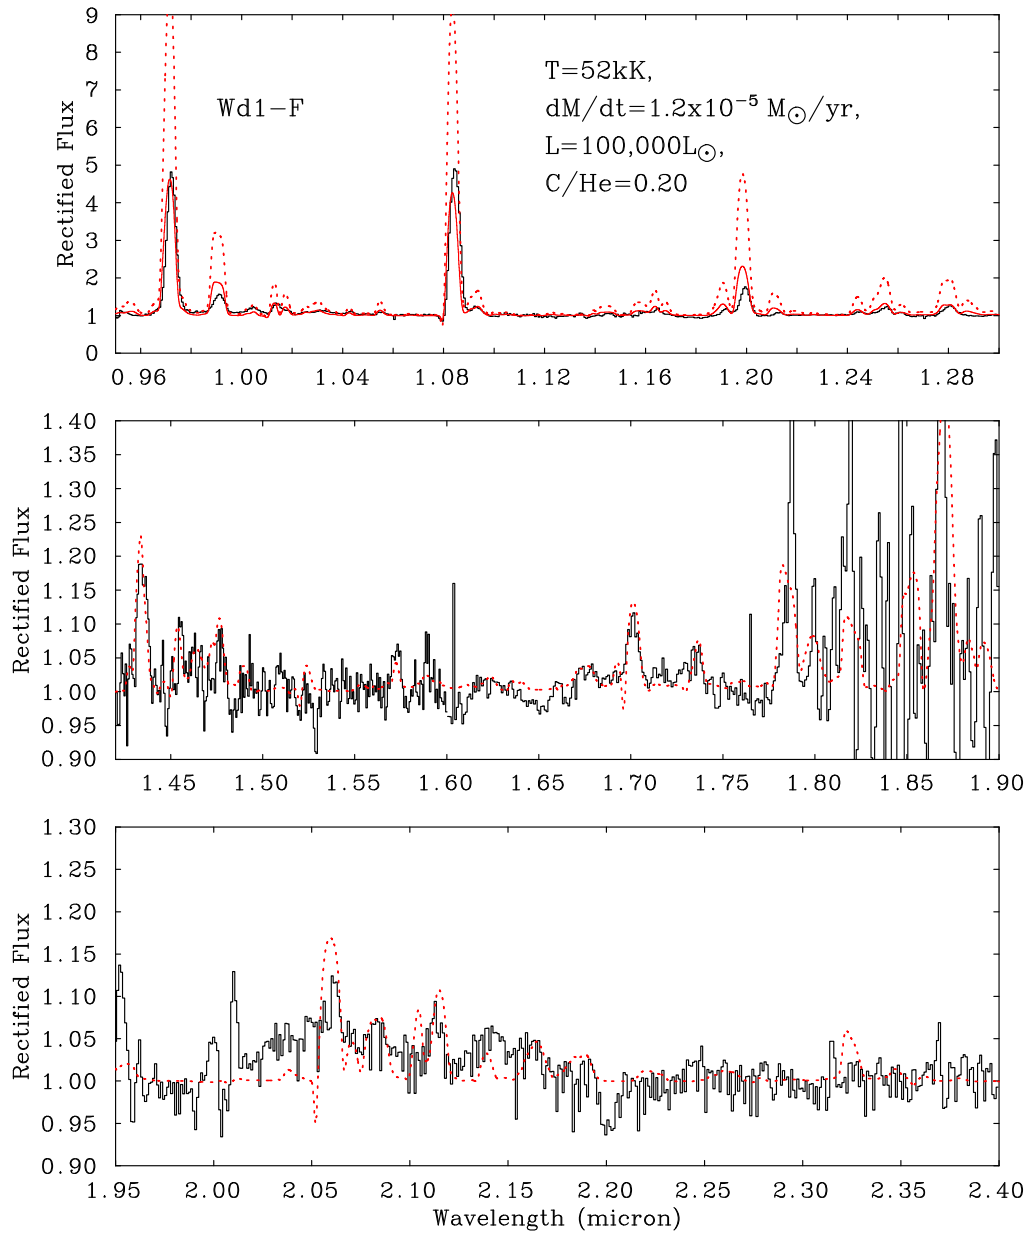 9
8
7
6
5
4
3
2
1
0
Rectified Flux
Wd1−F
T=52kK,
dM/dt=1.2x10⁻⁵ M☉/yr,
L=100,000L☉,
C/He=0.20
0.96 1.00 1.04 1.08 1.12 1.16 1.20 1.24 1.28
1.40
1.35
1.30
1.25
1.20
1.15
1.10
1.05
1.00
0.95
0.90
Rectified Flux
1.45 1.50 1.55 1.60 1.65 1.70 1.75 1.80 1.85 1.90
1.30
1.25
1.20
1.15
1.10
1.05
1.00
0.95
0.90
Rectified Flux
1.95 2.00 2.05 2.10 2.15 2.20 2.25 2.30 2.35 2.40
Wavelength (micron)